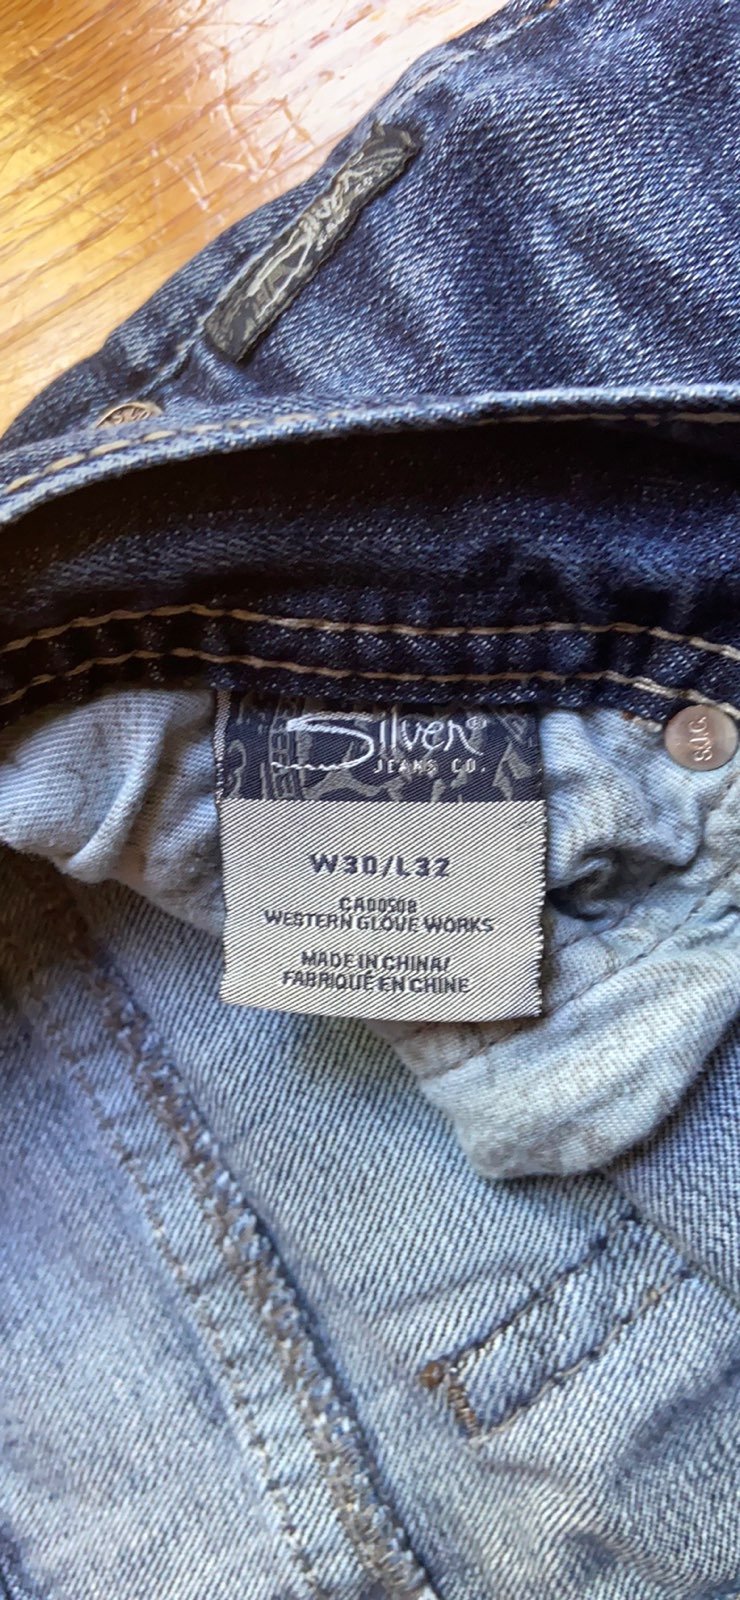 Silver
JEANS CO.
W30/L32
CA00508
WESTERN GLOVE WORKS
MADE IN CHINA/
FABRIQUÉ EN CHINE
S.J.C.